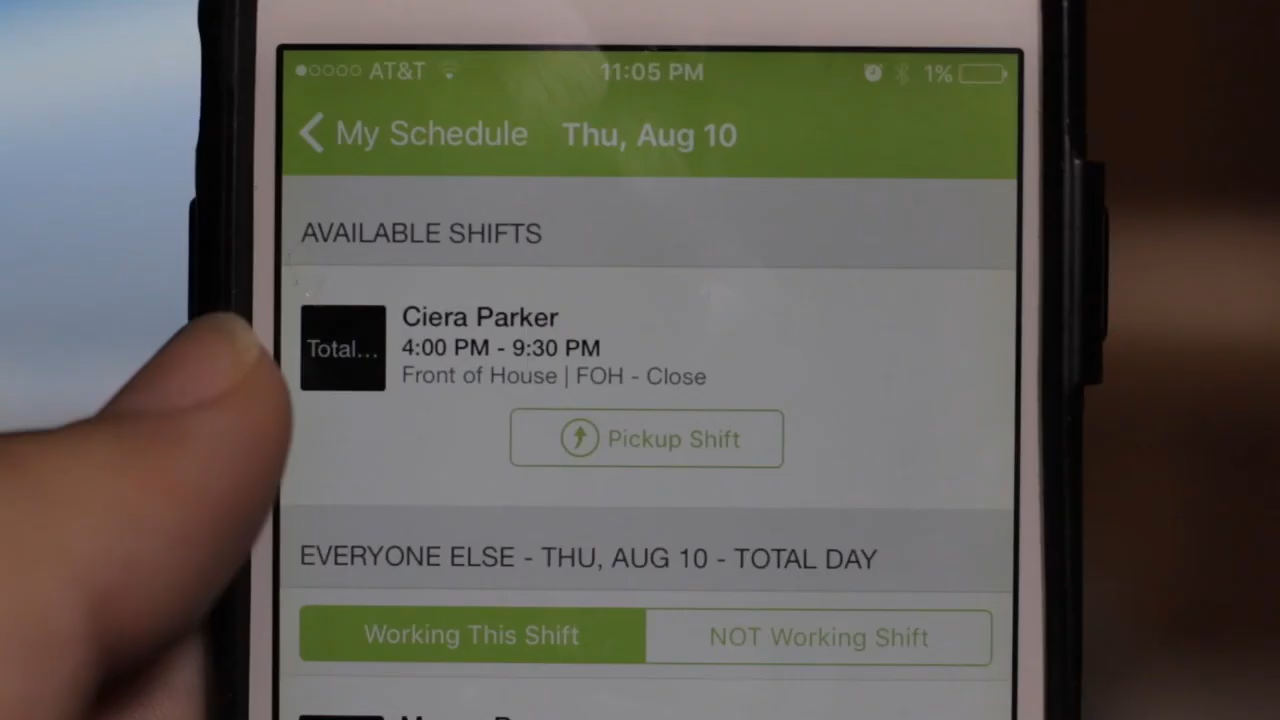 AT&T 11:05 PM 1%
My Schedule Thu, Aug 10
AVAILABLE SHIFTS
Total...
Ciera Parker
4:00 PM - 9:30 PM
Front of House | FOH - Close
Pickup Shift
EVERYONE ELSE - THU, AUG 10 - TOTAL DAY
Working This Shift NOT Working Shift